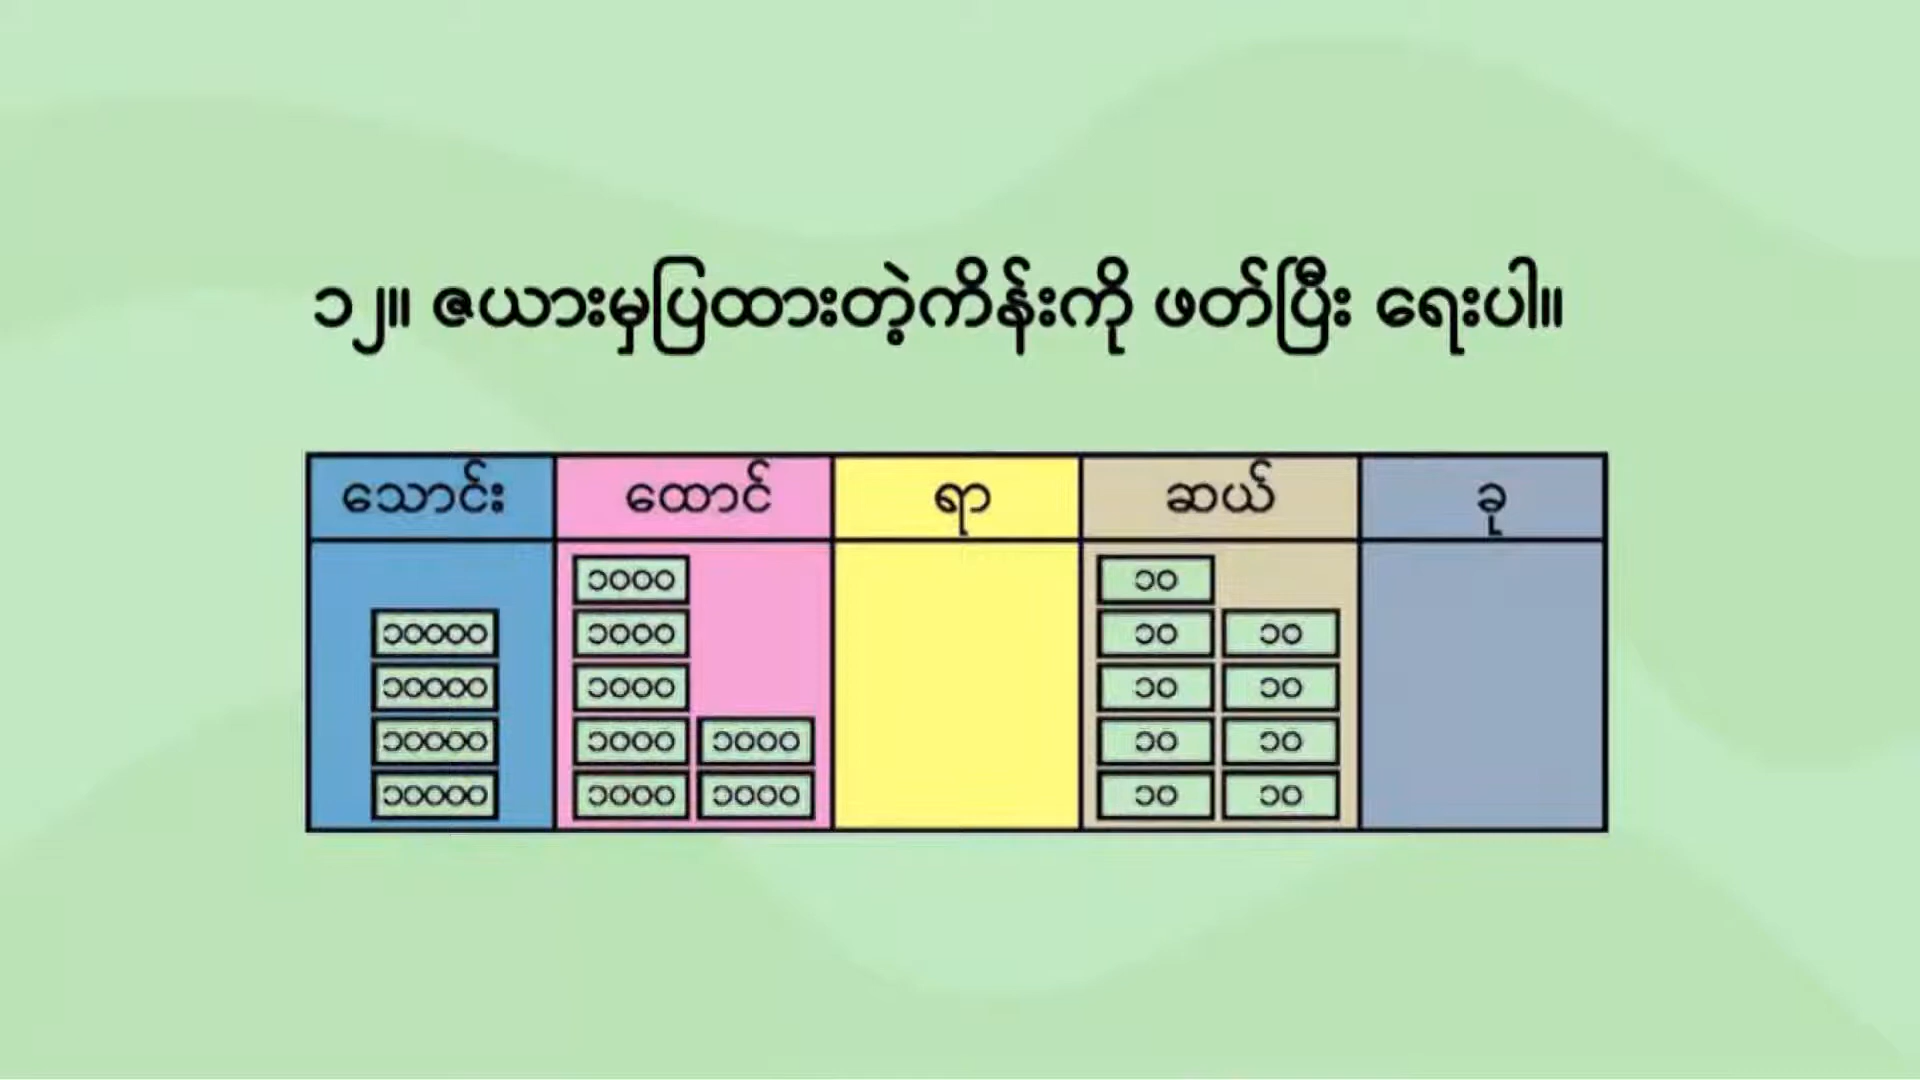 ၁၂။ ဇယားမှပြထားတဲ့ကိန်းကို ဖတ်ပြီး ရေးပါ။
သောင်း ထောင် ရာ ဆယ် ခု
၁၀၀၀ ၁၀
၁၀၀၀၀ ၁၀၀၀ ၁၀ ၁၀
၁၀၀၀၀ ၁၀၀၀ ၁၀ ၁၀
၁၀၀၀၀ ၁၀၀၀ ၁၀၀၀ ၁၀ ၁၀
၁၀၀၀၀ ၁၀၀၀ ၁၀၀၀ ၁၀ ၁၀